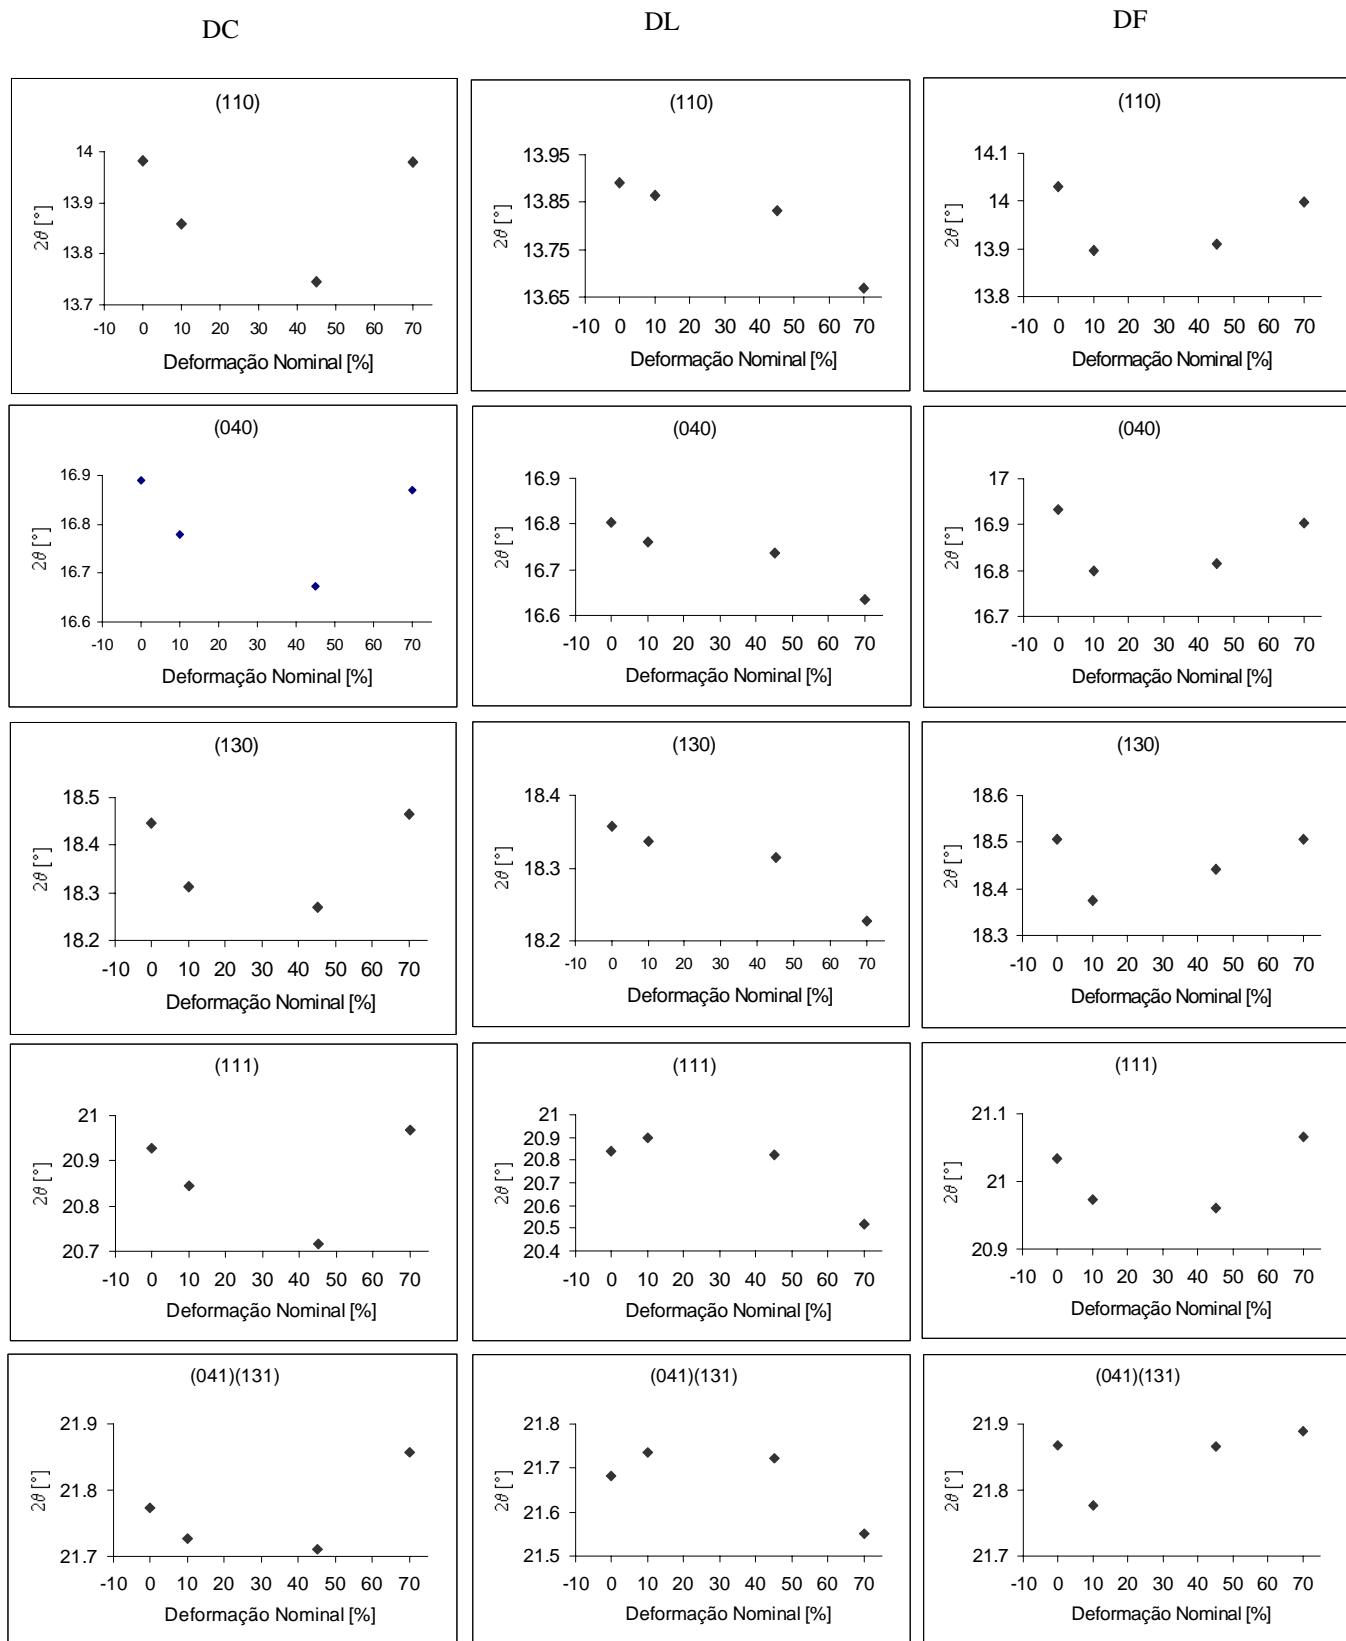 DC DL DF
(110)
14
13.9
13.8
13.7
-10 0 10 20 30 40 50 60 70
2θ [°]
Deformação Nominal [%]
(110)
13.95
13.85
13.75
13.65
-10 0 10 20 30 40 50 60 70
2θ [°]
Deformação Nominal [%]
(110)
14.1
14
13.9
13.8
-10 0 10 20 30 40 50 60 70
2θ [°]
Deformação Nominal [%]
(040)
16.9
16.8
16.7
16.6
-10 0 10 20 30 40 50 60 70
2θ [°]
Deformação Nominal [%]
(040)
16.9
16.8
16.7
16.6
-10 0 10 20 30 40 50 60 70
2θ [°]
Deformação Nominal [%]
(040)
17
16.9
16.8
16.7
-10 0 10 20 30 40 50 60 70
2θ [°]
Deformação Nominal [%]
(130)
18.5
18.4
18.3
18.2
-10 0 10 20 30 40 50 60 70
2θ [°]
Deformação Nominal [%]
(130)
18.4
18.3
18.2
-10 0 10 20 30 40 50 60 70
2θ [°]
Deformação Nominal [%]
(130)
18.6
18.5
18.4
18.3
-10 0 10 20 30 40 50 60 70
2θ [°]
Deformação Nominal [%]
(111)
21
20.9
20.8
20.7
-10 0 10 20 30 40 50 60 70
2θ [°]
Deformação Nominal [%]
(111)
21
20.9
20.8
20.7
20.6
20.5
20.4
-10 0 10 20 30 40 50 60 70
2θ [°]
Deformação Nominal [%]
(111)
21.1
21
20.9
-10 0 10 20 30 40 50 60 70
2θ [°]
Deformação Nominal [%]
(041)(131)
21.9
21.8
21.7
-10 0 10 20 30 40 50 60 70
2θ [°]
Deformação Nominal [%]
(041)(131)
21.8
21.7
21.6
21.5
-10 0 10 20 30 40 50 60 70
2θ [°]
Deformação Nominal [%]
(041)(131)
21.9
21.8
21.7
-10 0 10 20 30 40 50 60 70
2θ [°]
Deformação Nominal [%]